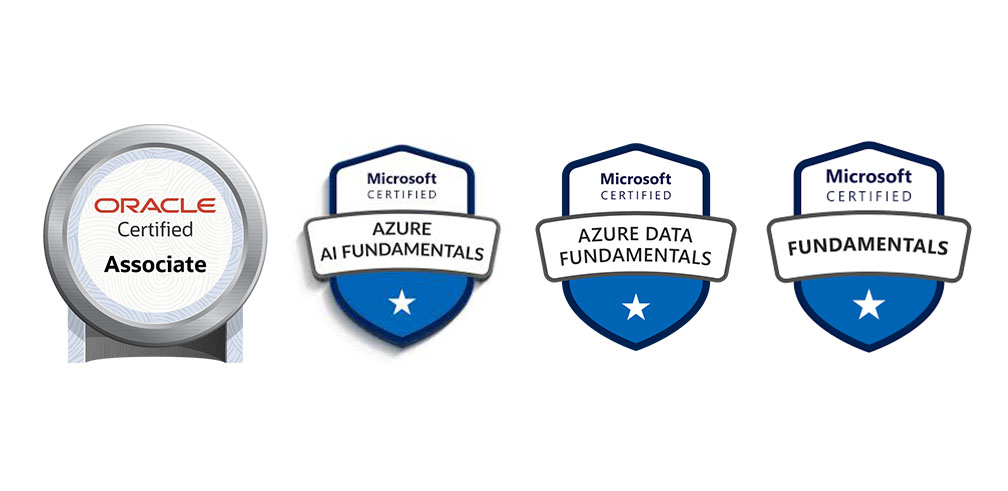 ORACLE
Certified
Associate
Microsoft
CERTIFIED
AZURE
AI FUNDAMENTALS
Microsoft
CERTIFIED
AZURE DATA
FUNDAMENTALS
Microsoft
CERTIFIED
FUNDAMENTALS